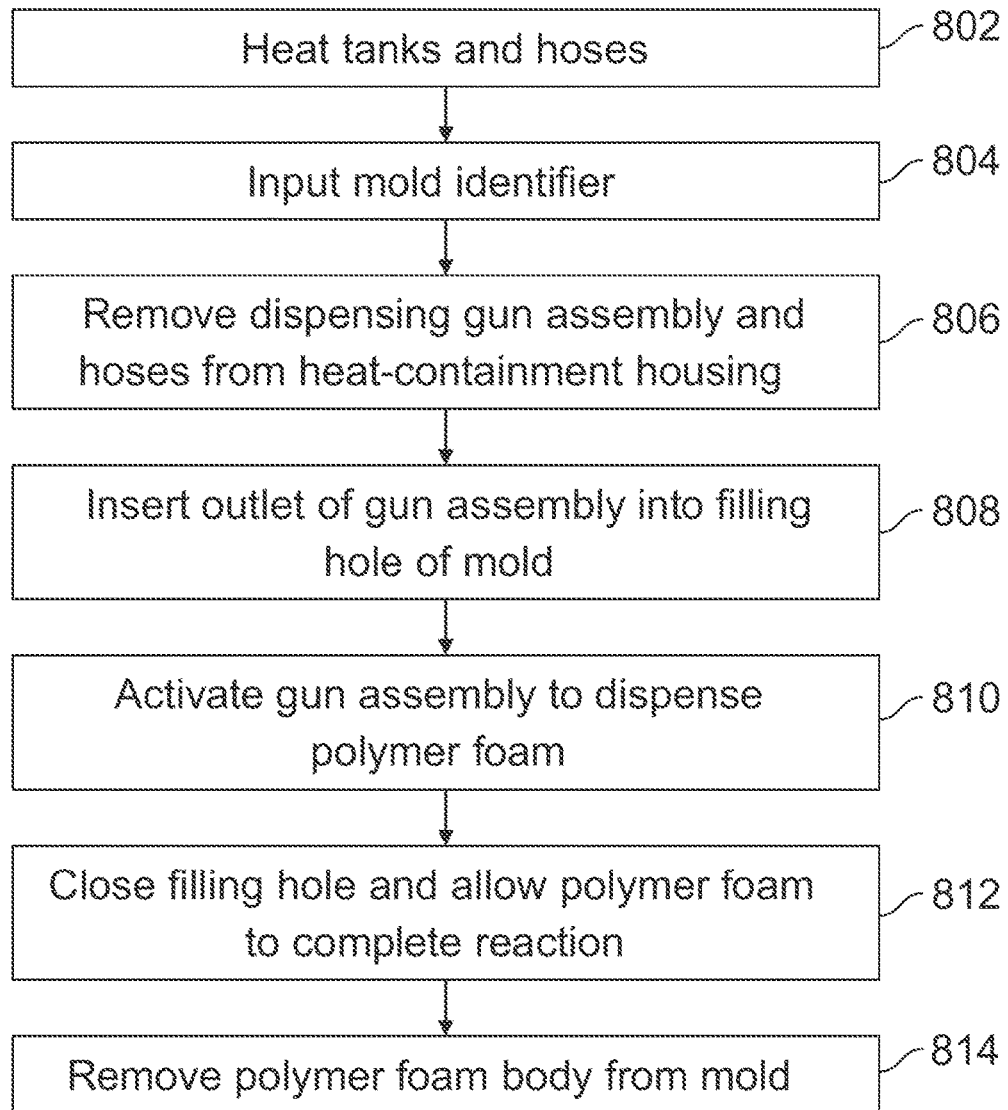 Heat tanks and hoses
802
Input mold identifier
804
Remove dispensing gun assembly and
hoses from heat-containment housing
806
Insert outlet of gun assembly into filling
hole of mold
808
Activate gun assembly to dispense
polymer foam
810
Close filling hole and allow polymer foam
to complete reaction
812
Remove polymer foam body from mold
814